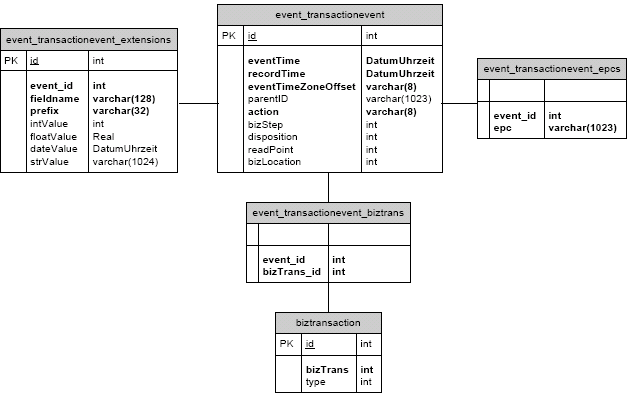 event_transactionevent_extensions
PK id int
event_id int
fieldname varchar(128)
prefix varchar(32)
intValue int
floatValue Real
dateValue DatumUhrzeit
strValue varchar(1024)
event_transactionevent
PK id int
eventTime DatumUhrzeit
recordTime DatumUhrzeit
eventTimeZoneOffset varchar(8)
parentID varchar(1023)
action varchar(8)
bizStep int
disposition int
readPoint int
bizLocation int
event_transactionevent_epcs
event_id int
epc varchar(1023)
event_transactionevent_biztrans
event_id int
bizTrans_id int
biztransaction
PK id int
bizTrans int
type int